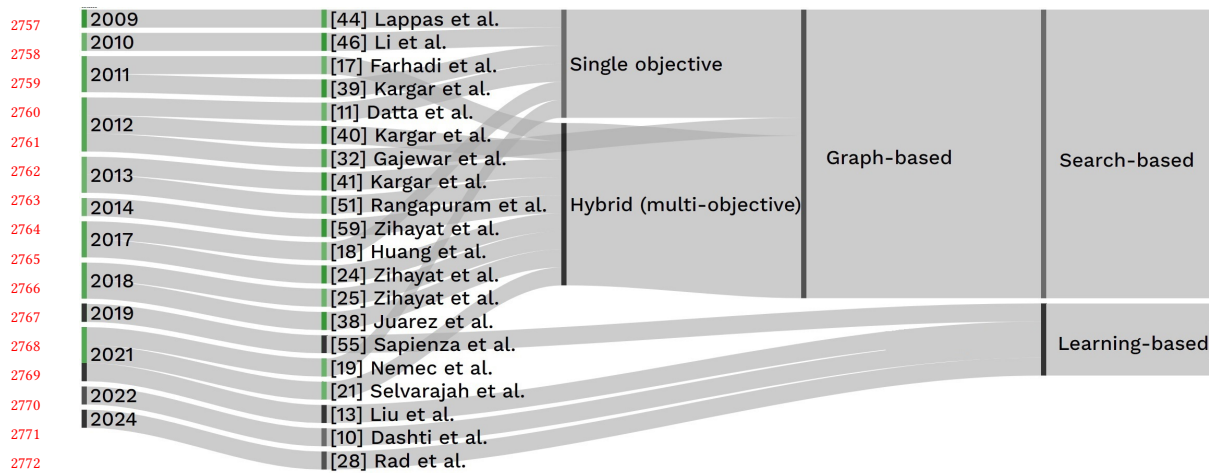 2757
2758
2759
2760
2761
2762
2763
2764
2765
2766
2767
2768
2769
2770
2771
2772
2009
2010
2011
2012
2013
2014
2017
2018
2019
2021
2022
2024
[44] Lappas et al.
[46] Li et al.
[17] Farhadi et al.
[39] Kargar et al.
[11] Datta et al.
[40] Kargar et al.
[32] Gajewar et al.
[41] Kargar et al.
[51] Rangapuram et al.
[59] Zihayat et al.
[18] Huang et al.
[24] Zihayat et al.
[25] Zihayat et al.
[38] Juarez et al.
[55] Sapienza et al.
[19] Nemec et al.
[21] Selvarajah et al.
[13] Liu et al.
[10] Dashti et al.
[28] Rad et al.
Single objective
Hybrid (multi-objective)
Graph-based
Search-based
Learning-based